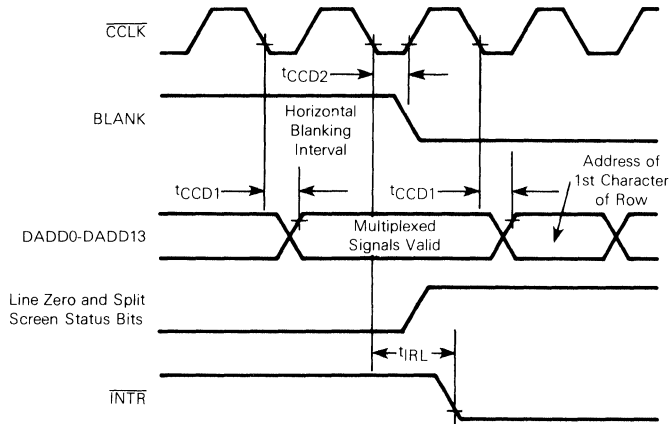 CCLK
tCCD2
BLANK
Horizontal
Blanking
Interval
Address of
1st Character
of Row
tCCD1
tCCD1
DADD0-DADD13
Multiplexed
Signals Valid
Line Zero and Split
Screen Status Bits
tIRL
INTR